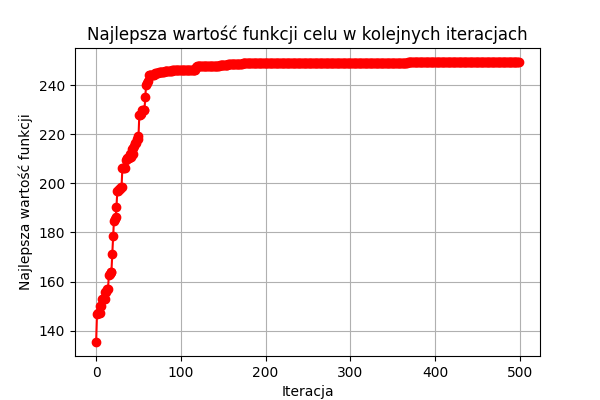 Najlepsza wartość funkcji celu w kolejnych iteracjach
Najlepsza wartość funkcji
240
220
200
180
160
140
0 100 200 300 400 500
Iteracja